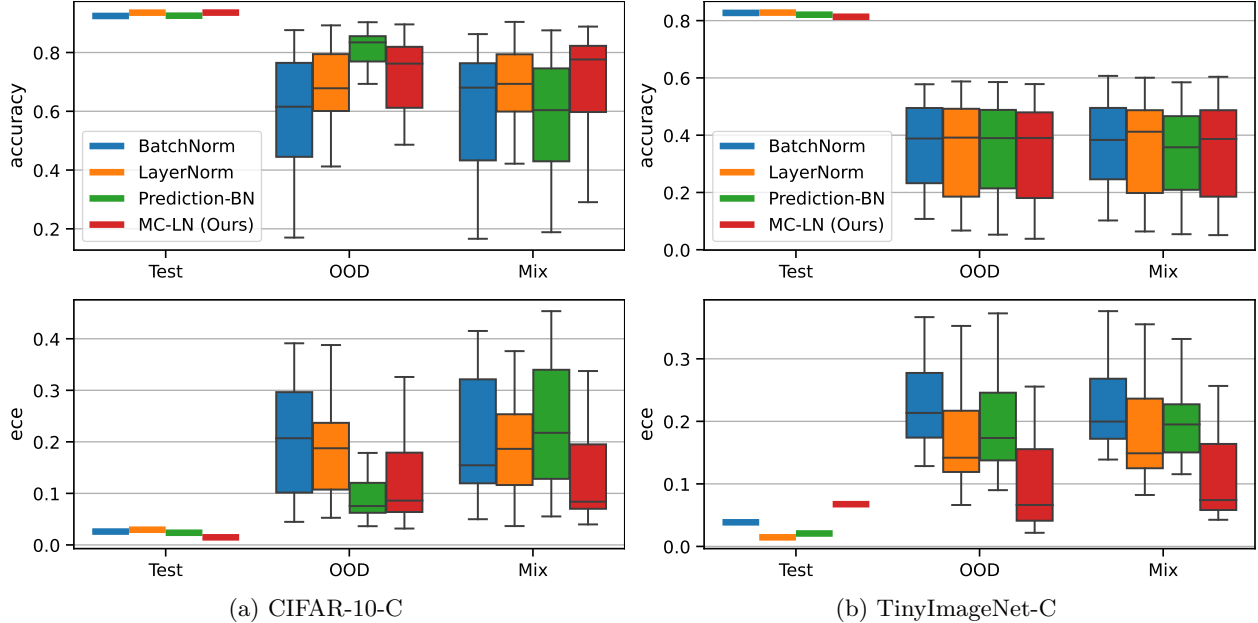 accuracy
0.8
0.6
0.4
0.2
BatchNorm
LayerNorm
Prediction-BN
MC-LN (Ours)
Test OOD Mix
accuracy
0.8
0.6
0.4
0.2
0.0
BatchNorm
LayerNorm
Prediction-BN
MC-LN (Ours)
Test OOD Mix
ece
0.4
0.3
0.2
0.1
0.0
Test OOD Mix
(a) CIFAR-10-C
ece
0.3
0.2
0.1
0.0
Test OOD Mix
(b) TinyImageNet-C